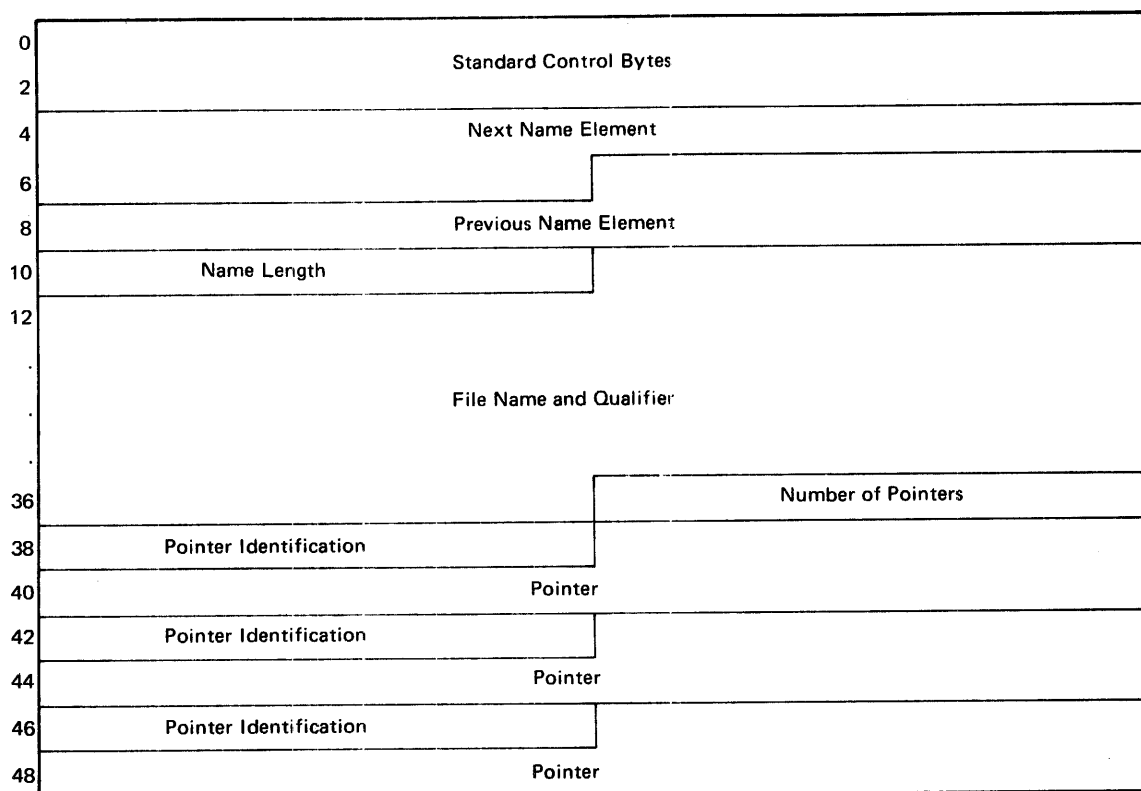 0
Standard Control Bytes
2
4 Next Name Element
6
8 Previous Name Element
10 Name Length
12
.
. File Name and Qualifier
.
36 Number of Pointers
38 Pointer Identification
40 Pointer
42 Pointer Identification
44 Pointer
46 Pointer Identification
48 Pointer